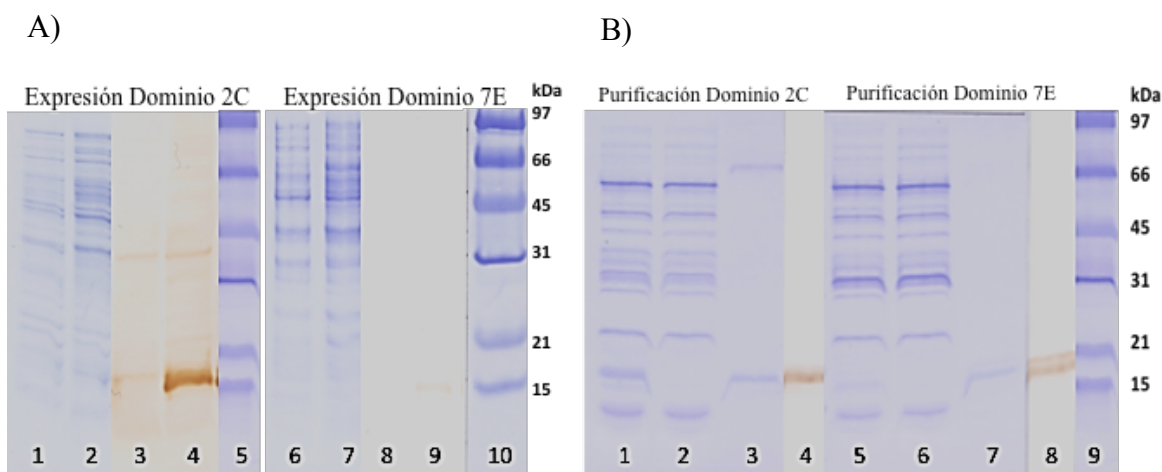 A)
B)
Expresión Dominio 2C
Expresión Dominio 7E
kDa
97
66
45
31
21
15
1 2 3 4 5 6 7 8 9 10
Purificación Dominio 2C
Purificación Dominio 7E
kDa
97
66
45
31
21
15
1 2 3 4 5 6 7 8 9